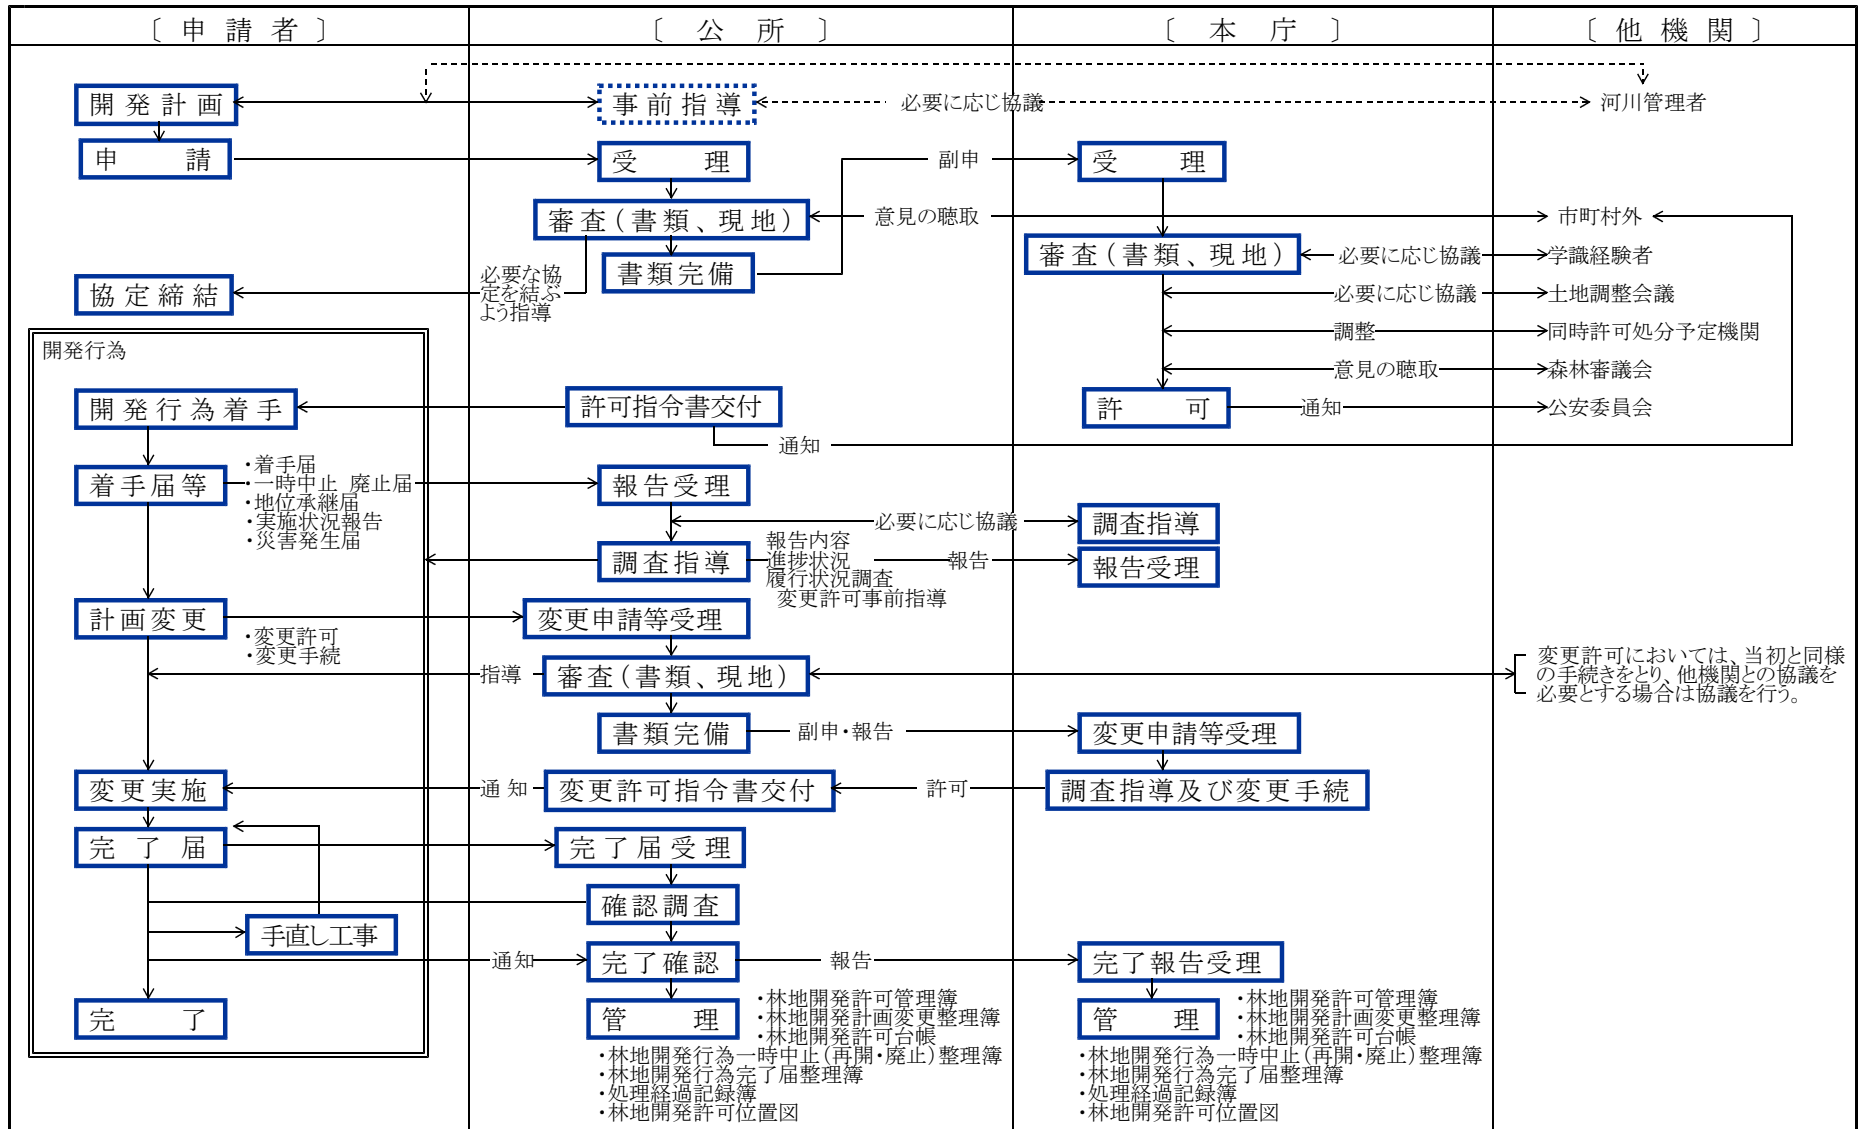 〔 申 請 者 〕
〔 公 所 〕
〔 本 庁 〕
〔 他 機 関 〕
開 発 計 画
事 前 指 導
必要に応じ協議
河川管理者
申 請
受 理
副申
受 理
審 査 ( 書 類 、 現 地 )
意見の聴取
市町村外
書類完備
審 査 ( 書 類 、 現 地 )
必要に応じ協議
学識経験者
協 定 締 結
必要な協
定を結ぶ
よう指導
必要に応じ協議
土地調整会議
調整
同時許可処分予定機関
開発行為
意見の聴取
森林審議会
開 発 行 為 着 手
許可指令書交付
許 可
通知
公安委員会
通知
着 手 届 等
・着手届
・一時中止 廃止届
・地位承継届
・実施状況報告
・災害発生届
報告受理
必要に応じ協議
調査指導
調査指導
報告内容
進捗状況
履行状況調査
変更許可事前指導
報告
報告受理
計画変更
・変更許可
・変更手続
変更申請等受理
指導
審 査 ( 書 類 、 現 地 )
変更許可においては、当初と同様
の手続きをとり、他機関との協議を
必要とする場合は協議を行う。
書類完備
副申・報告
変更申請等受理
変更実施
通 知
変更許可指令書交付
許可
調査指導及び変更手続
完 了 届
完 了 届 受 理
確認調査
手直し工事
通知
完了確認
報告
完了報告受理
完 了
管 理
・林地開発許可管理簿
・林地開発計画変更整理簿
・林地開発許可台帳
・林地開発行為一時中止(再開・廃止)整理簿
・林地開発行為完了届整理簿
・処理経過記録簿
・林地開発許可位置図
管 理
・林地開発許可管理簿
・林地開発計画変更整理簿
・林地開発許可台帳
・林地開発行為一時中止(再開・廃止)整理簿
・林地開発行為完了届整理簿
・処理経過記録簿
・林地開発許可位置図